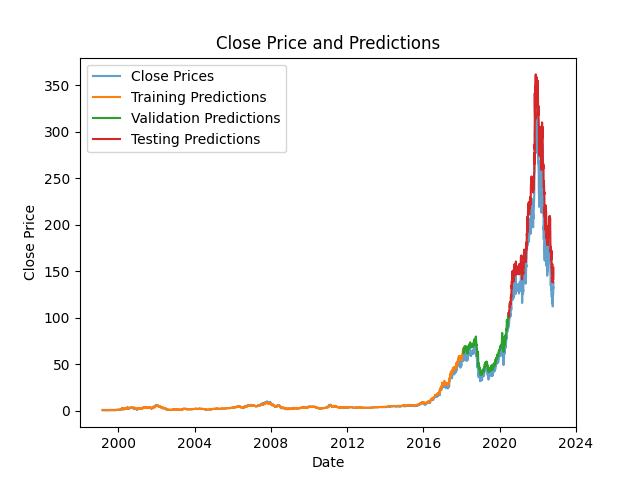 Close Price and Predictions
Close Prices
Training Predictions
Validation Predictions
Testing Predictions
350
300
250
200
150
100
50
0
Close Price
2000 2004 2008 2012 2016 2020 2024
Date